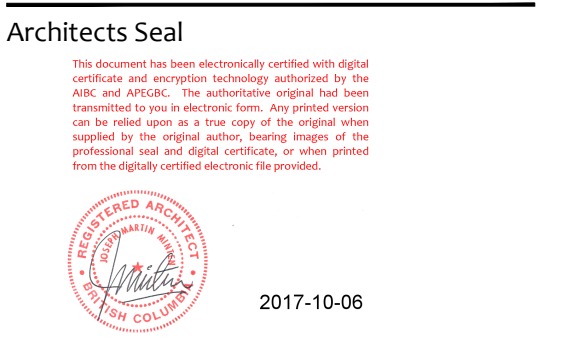 Architects Seal
This document has been electronically certified with digital
certificate and encryption technology authorized by the
AIBC and APEGBC. The authoritative original had been
transmitted to you in electronic form. Any printed version
can be relied upon as a true copy of the original when
supplied by the original author, bearing images of the
professional seal and digital certificate, or when printed
from the digitally certified electronic file provided.
REGISTERED ARCHITECT
JOSEPH MARTIN
BRITISH COLUMBIA
2017-10-06